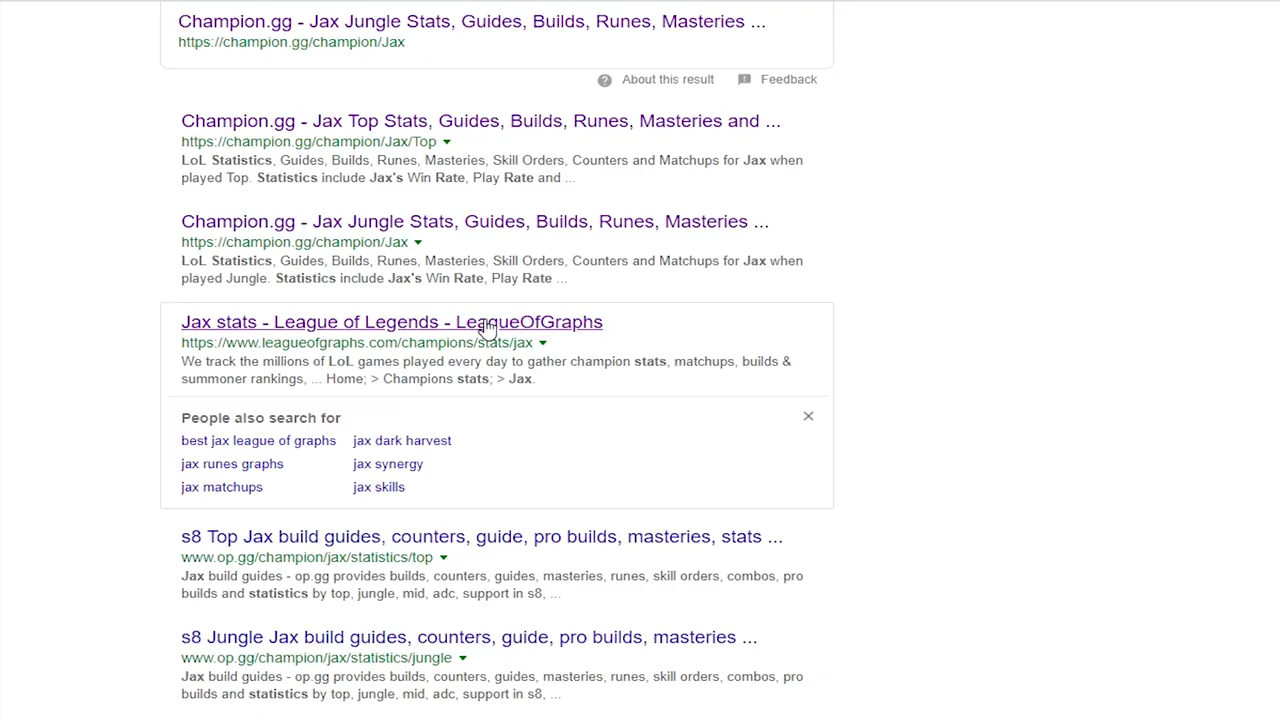 Champion.gg - Jax Jungle Stats, Guides, Builds, Runes, Masteries ...
https://champion.gg/champion/Jax
About this result
Feedback
Champion.gg - Jax Top Stats, Guides, Builds, Runes, Masteries and ...
https://champion.gg/champion/Jax/Top
LoL Statistics, Guides, Builds, Runes, Masteries, Skill Orders, Counters and Matchups for Jax when
played Top. Statistics include Jax's Win Rate, Play Rate and ...
Champion.gg - Jax Jungle Stats, Guides, Builds, Runes, Masteries ...
https://champion.gg/champion/Jax
LoL Statistics, Guides, Builds, Runes, Masteries, Skill Orders, Counters and Matchups for Jax when
played Jungle. Statistics include Jax's Win Rate, Play Rate ...
Jax stats - League of Legends - LeagueOfGraphs
https://www.leagueofgraphs.com/champions/stats/jax
We track the millions of LoL games played every day to gather champion stats, matchups, builds &
summoner rankings, ... Home; > Champions stats; > Jax.
People also search for
best jax league of graphs
jax dark harvest
jax runes graphs
jax synergy
jax matchups
jax skills
s8 Top Jax build guides, counters, guide, pro builds, masteries, stats ...
www.op.gg/champion/jax/statistics/top
Jax build guides - op.gg provides builds, counters, guides, masteries, runes, skill orders, combos, pro
builds and statistics by top, jungle, mid, adc, support in s8, ...
s8 Jungle Jax build guides, counters, guide, pro builds, masteries ...
www.op.gg/champion/jax/statistics/jungle
Jax build guides - op.gg provides builds, counters, guides, masteries, runes, skill orders, combos, pro
builds and statistics by top, jungle, mid, adc, support in s8, ...